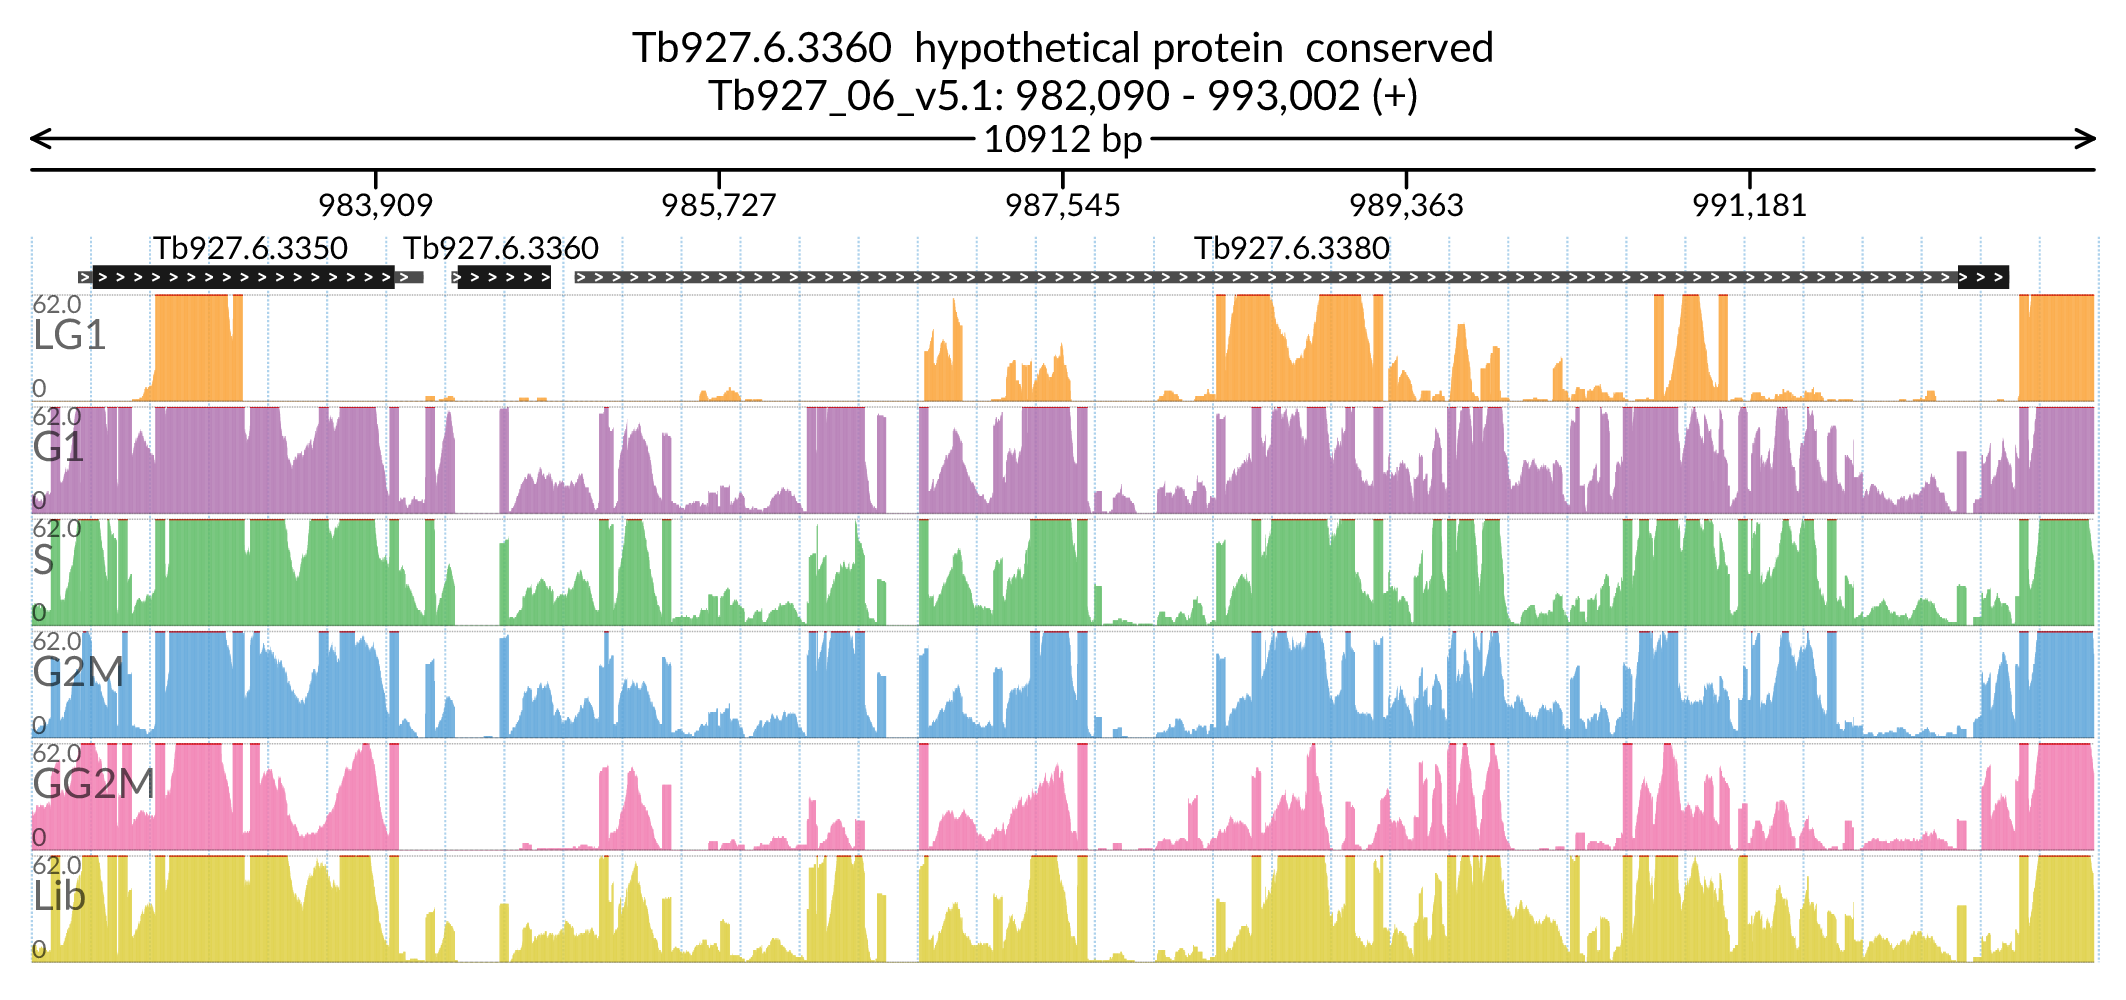 Tb927.6.3360  hypothetical protein  conserved
Tb927_06_v5.1: 982,090 - 993,002 (+)
10912 bp
983,909 985,727 987,545 989,363 991,181
Tb927.6.3350 Tb927.6.3360 Tb927.6.3380
62.0
LG1
0
62.0
G1
0
62.0
S
0
62.0
G2M
0
62.0
GG2M
0
62.0
Lib
0